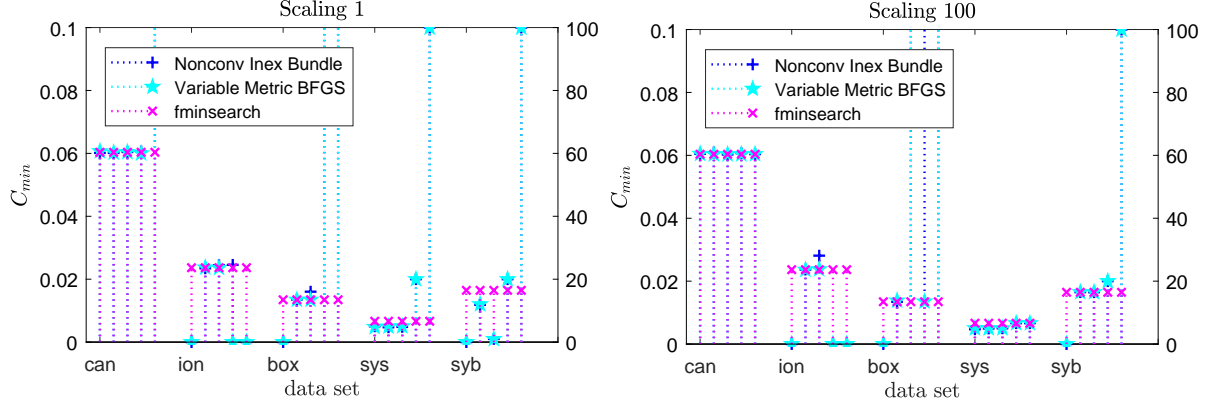 Scaling 1
0.1
0.08
0.06
0.04
0.02
0
C_min
100
80
60
40
20
0
Nonconv Inex Bundle
Variable Metric BFGS
fminsearch
can ion box sys syb
data set
Scaling 100
0.1
0.08
0.06
0.04
0.02
0
C_min
100
80
60
40
20
0
Nonconv Inex Bundle
Variable Metric BFGS
fminsearch
can ion box sys syb
data set